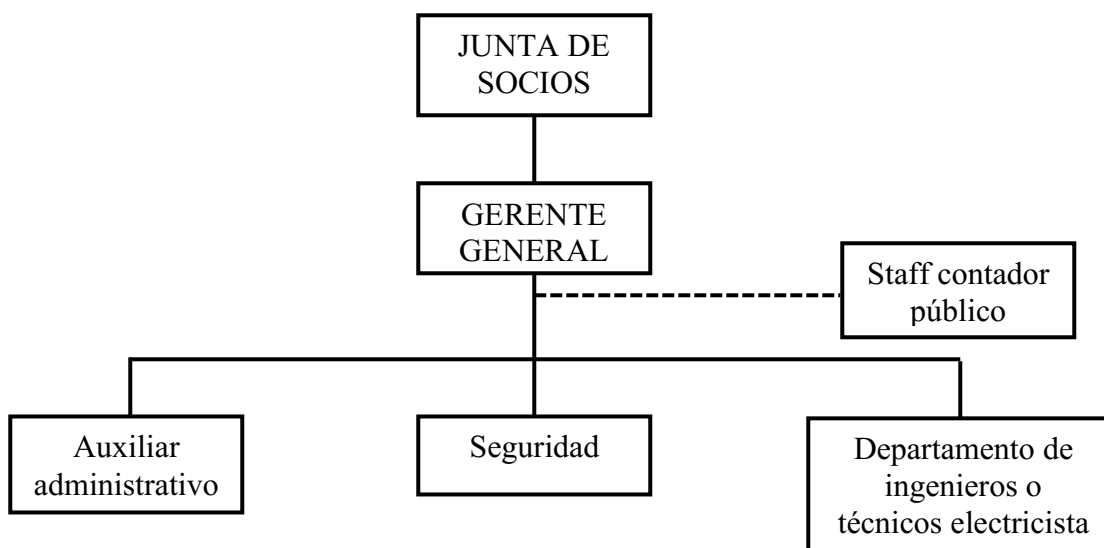 JUNTA DE
SOCIOS
GERENTE
GENERAL
Staff contador
público
Auxiliar
administrativo
Seguridad
Departamento de
ingenieros o
técnicos electricista